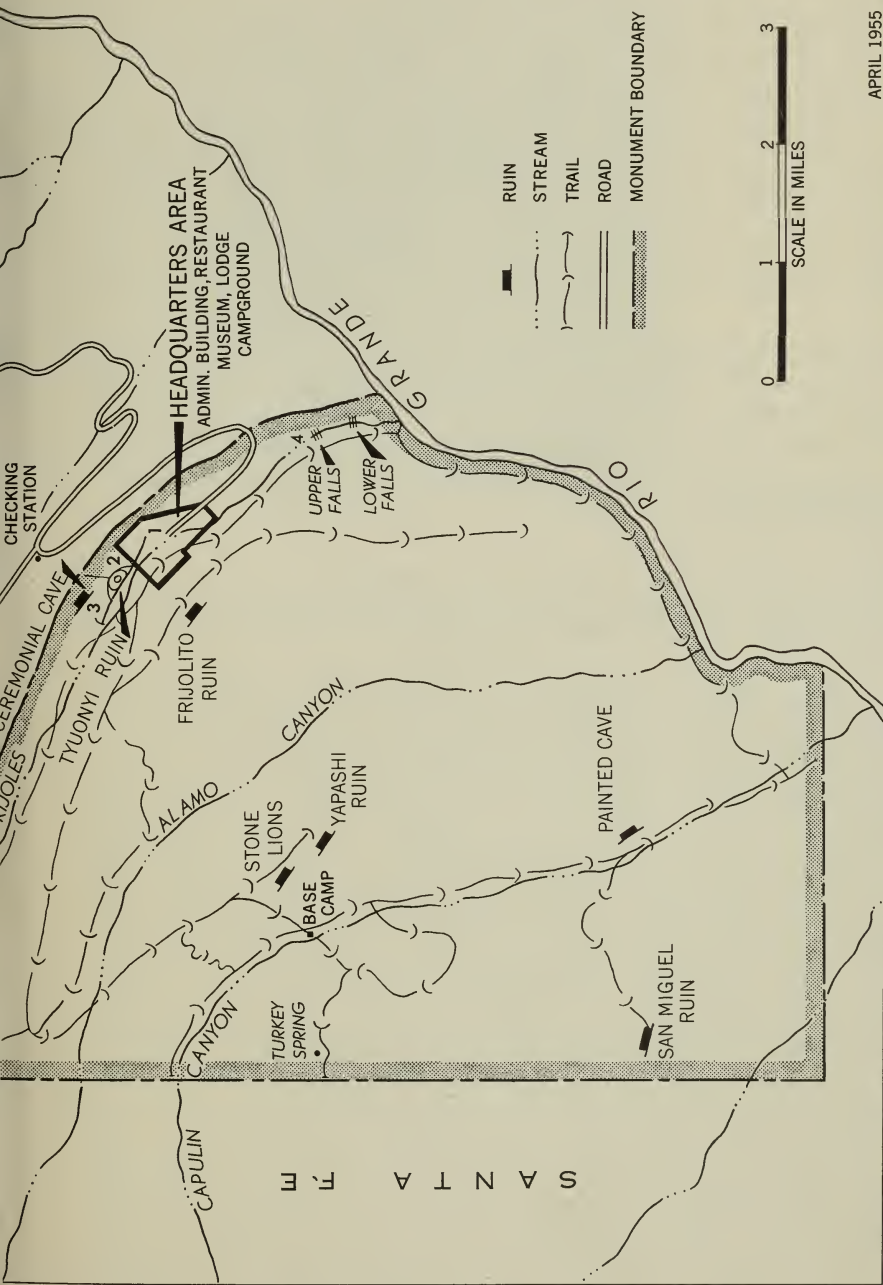 CHECKING
STATION
HEADQUARTERS AREA
ADMIN. BUILDING, RESTAURANT
MUSEUM, LODGE
CAMPGROUND
CEREMONIAL CAVE
1
2
3
4
TYUONYI RUIN
FRIJOLITO
RUIN
UPPER
FALLS
LOWER
FALLS
RIO GRANDE
ALAMO CANYON
STONE
LIONS
YAPASHI
RUIN
BASE
CAMP
CAPULIN CANYON
TURKEY
SPRING
PAINTED CAVE
SAN MIGUEL
RUIN
SANTA FE
RUIN
STREAM
TRAIL
ROAD
MONUMENT BOUNDARY
0 1 2 3
SCALE IN MILES
APRIL 1955